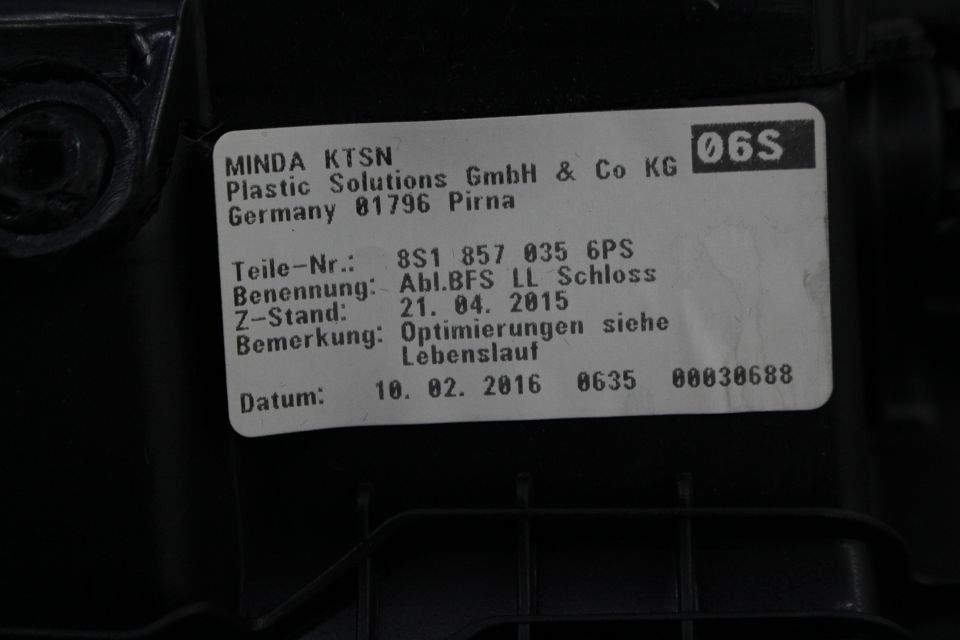 MINDA KTSN
06S
Plastic Solutions GmbH & Co KG
Germany 01796 Pirna
Teile-Nr.: 8S1 857 035 6PS
Benennung: Abl.BFS LL Schloss
Z-Stand: 21. 04. 2015
Bemerkung: Optimierungen siehe
Lebenslauf
Datum: 10. 02. 2016 0635 00030688